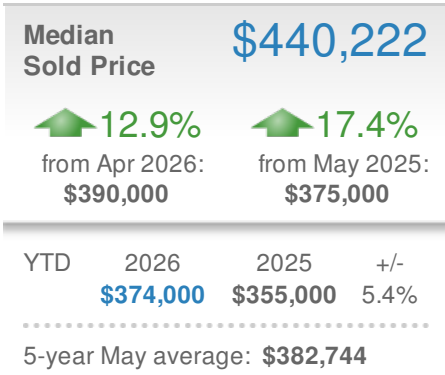 Median
Sold Price
$440,222
12.9% 17.4%
from Apr 2026: from May 2025:
$390,000 $375,000
YTD 2026 2025 +/-
$374,000 $355,000 5.4%
5-year May average: $382,744